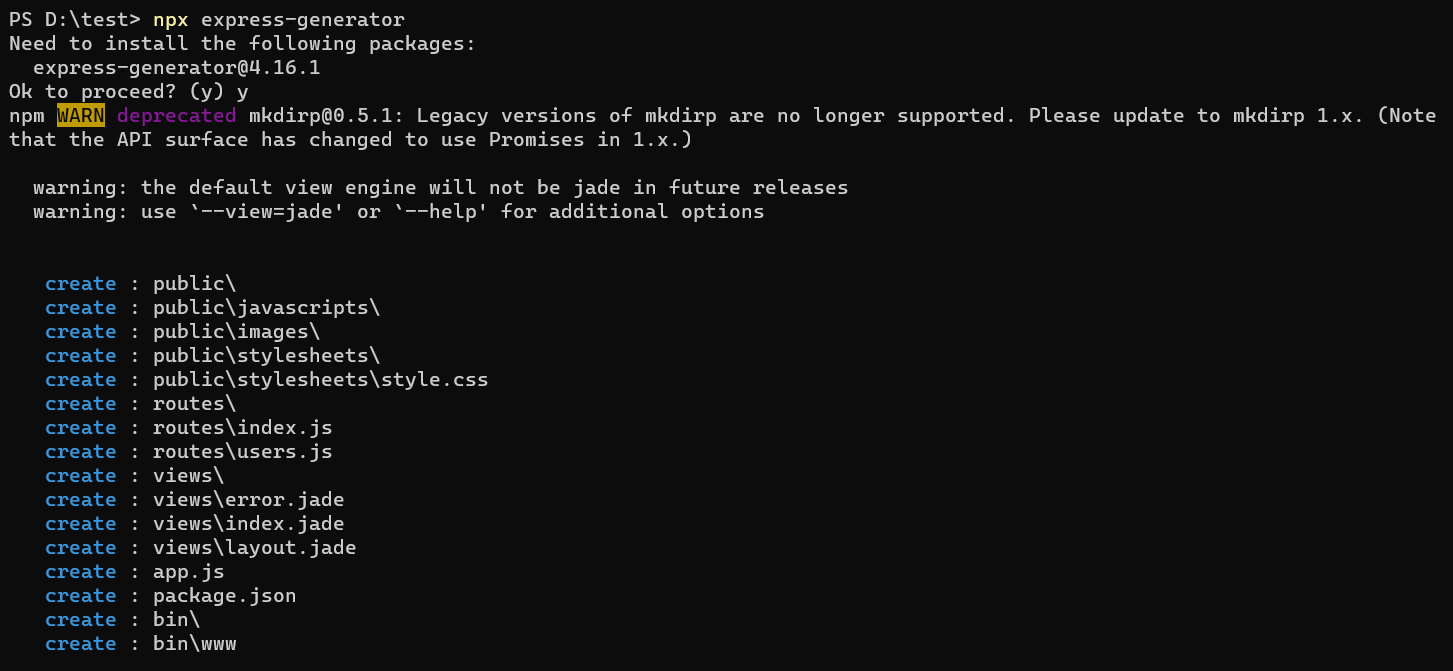 PS D:\test> npx express-generator
Need to install the following packages:
  express-generator@4.16.1
Ok to proceed? (y) y
npm WARN deprecated mkdirp@0.5.1: Legacy versions of mkdirp are no longer supported. Please update to mkdirp 1.x. (Note
that the API surface has changed to use Promises in 1.x.)
  warning: the default view engine will not be jade in future releases
  warning: use `--view=jade' or `--help' for additional options
   create : public\
   create : public\javascripts\
   create : public\images\
   create : public\stylesheets\
   create : public\stylesheets\style.css
   create : routes\
   create : routes\index.js
   create : routes\users.js
   create : views\
   create : views\error.jade
   create : views\index.jade
   create : views\layout.jade
   create : app.js
   create : package.json
   create : bin\
   create : bin\www